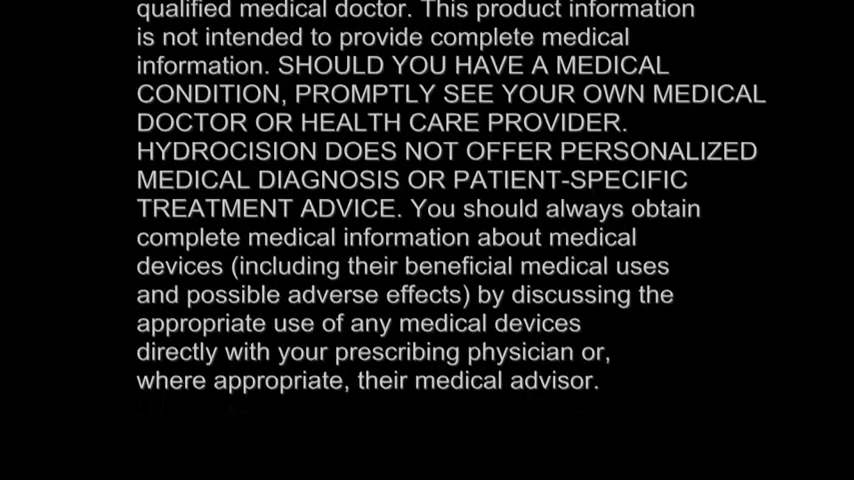 qualified medical doctor. This product information
is not intended to provide complete medical
information. SHOULD YOU HAVE A MEDICAL
CONDITION, PROMPTLY SEE YOUR OWN MEDICAL
DOCTOR OR HEALTH CARE PROVIDER.
HYDROCISION DOES NOT OFFER PERSONALIZED
MEDICAL DIAGNOSIS OR PATIENT-SPECIFIC
TREATMENT ADVICE. You should always obtain
complete medical information about medical
devices (including their beneficial medical uses
and possible adverse effects) by discussing the
appropriate use of any medical devices
directly with your prescribing physician or,
where appropriate, their medical advisor.